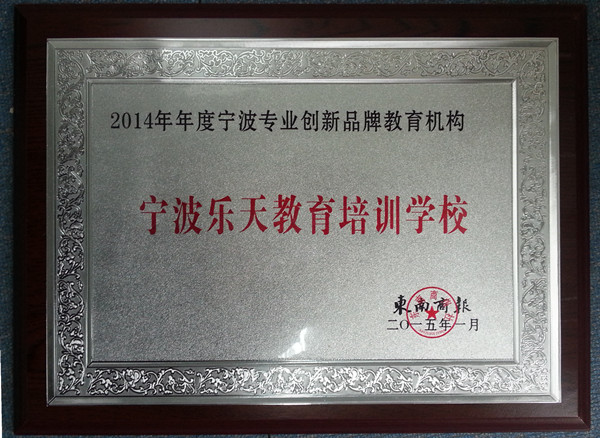 2014年年度宁波专业创新品牌教育机构
宁波乐天教育培训学校
東南商报
二〇一五年一月